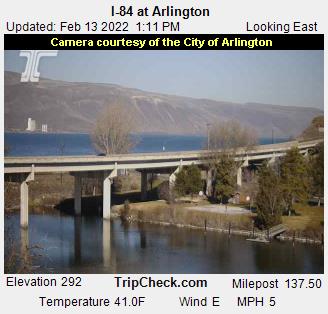 I-84 at Arlington
Updated: Feb 13 2022 1:11 PM Looking East
Camera courtesy of the City of Arlington
Elevation 292 TripCheck.com Milepost 137.50
Temperature 41.0F Wind E MPH 5